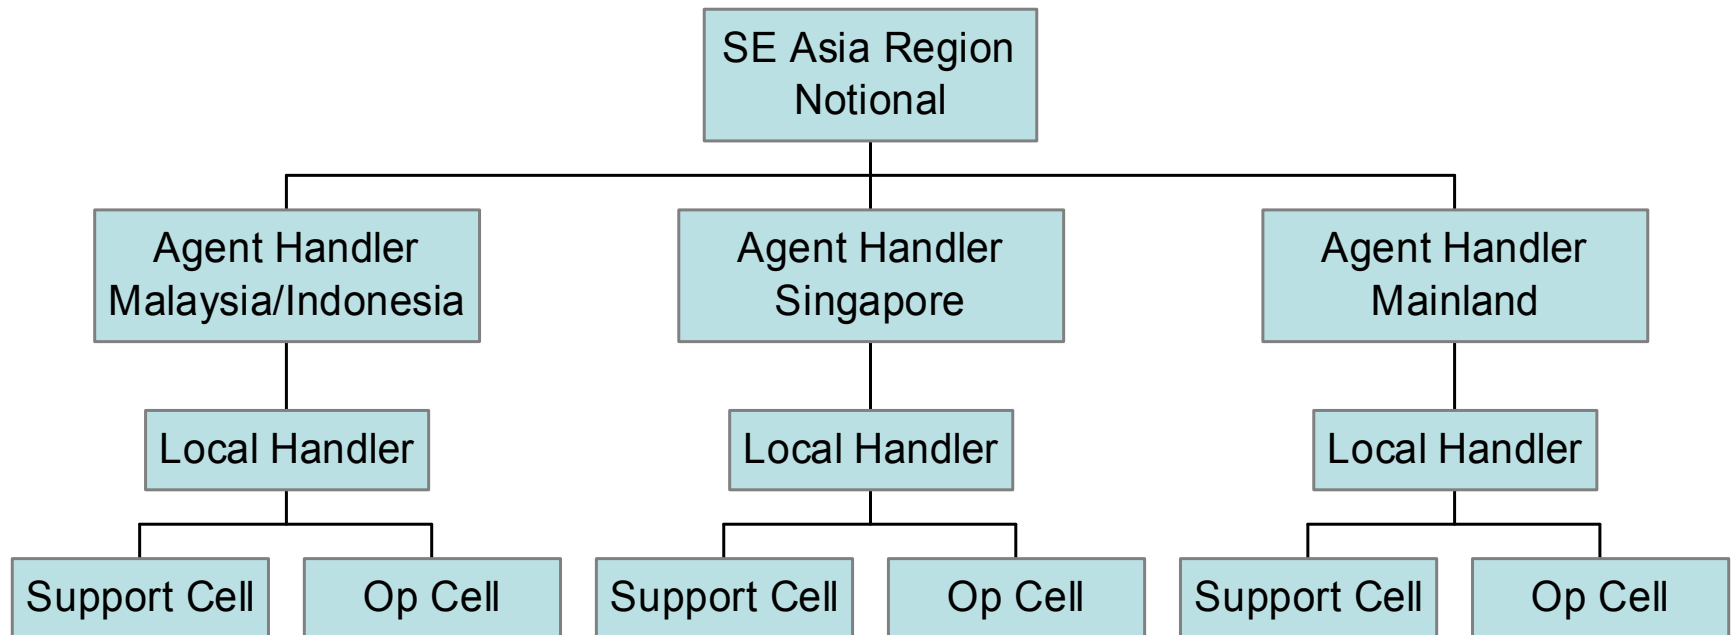 SE Asia Region
Notional
Agent Handler
Malaysia/Indonesia
Agent Handler
Singapore
Agent Handler
Mainland
Local Handler
Local Handler
Local Handler
Support Cell
Op Cell
Support Cell
Op Cell
Support Cell
Op Cell